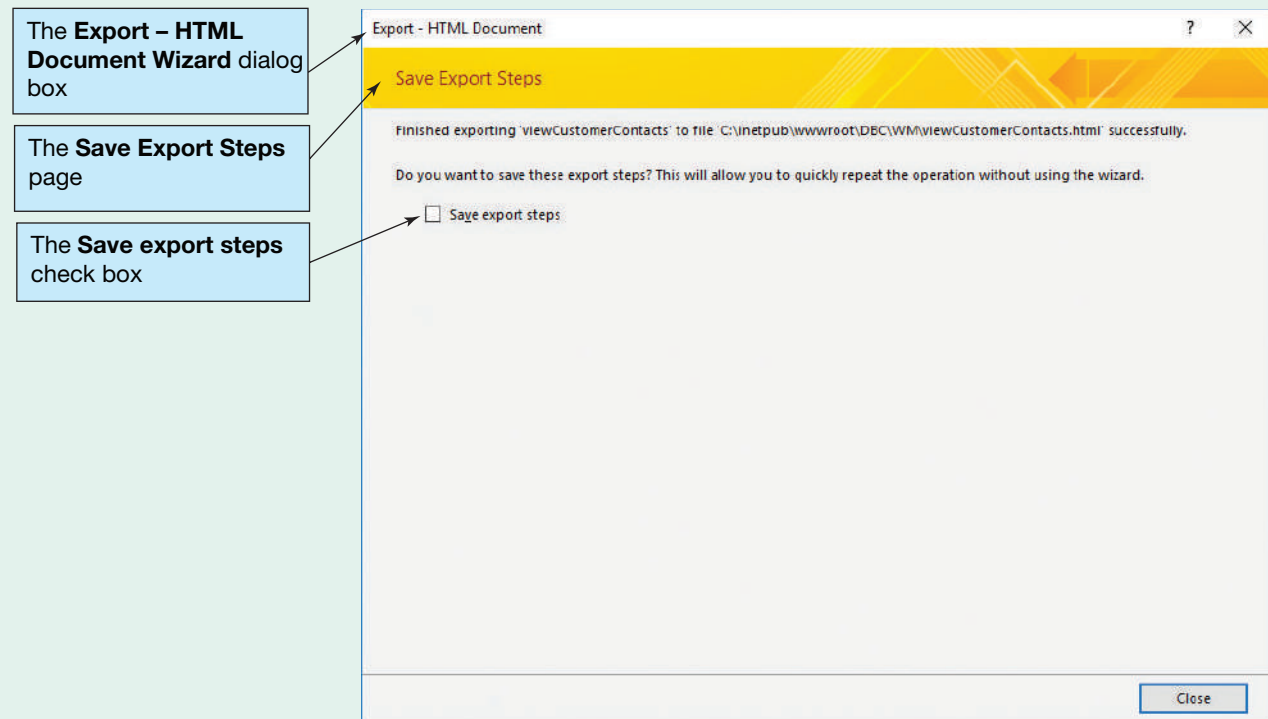 The Export – HTML
Document Wizard dialog
box
The Save Export Steps
page
The Save export steps
check box
Export - HTML Document
?
Save Export Steps
Finished exporting 'viewCustomerContacts' to file 'C:\inetpub\wwwroot\DBC\WM\viewCustomerContacts.html' successfully.
Do you want to save these export steps? This will allow you to quickly repeat the operation without using the wizard.
Save export steps
Close